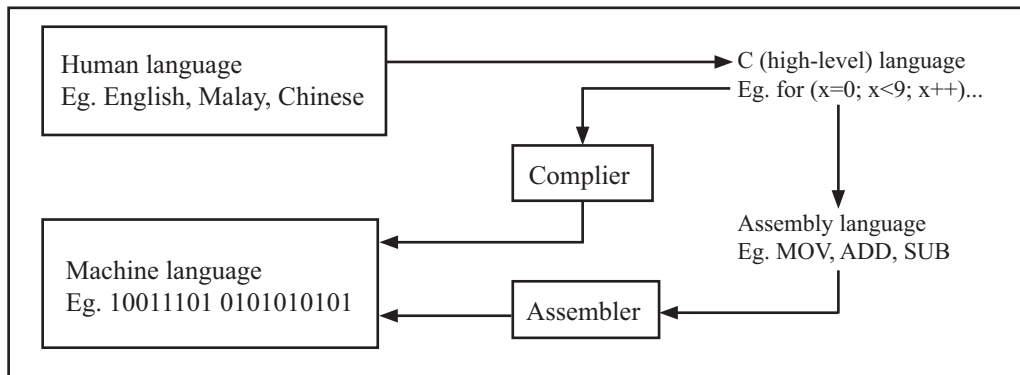 Human language
Eg. English, Malay, Chinese
C (high-level) language
Eg. for (x=0; x<9; x++)...
Complier
Assembly language
Eg. MOV, ADD, SUB
Machine language
Eg. 10011101 0101010101
Assembler